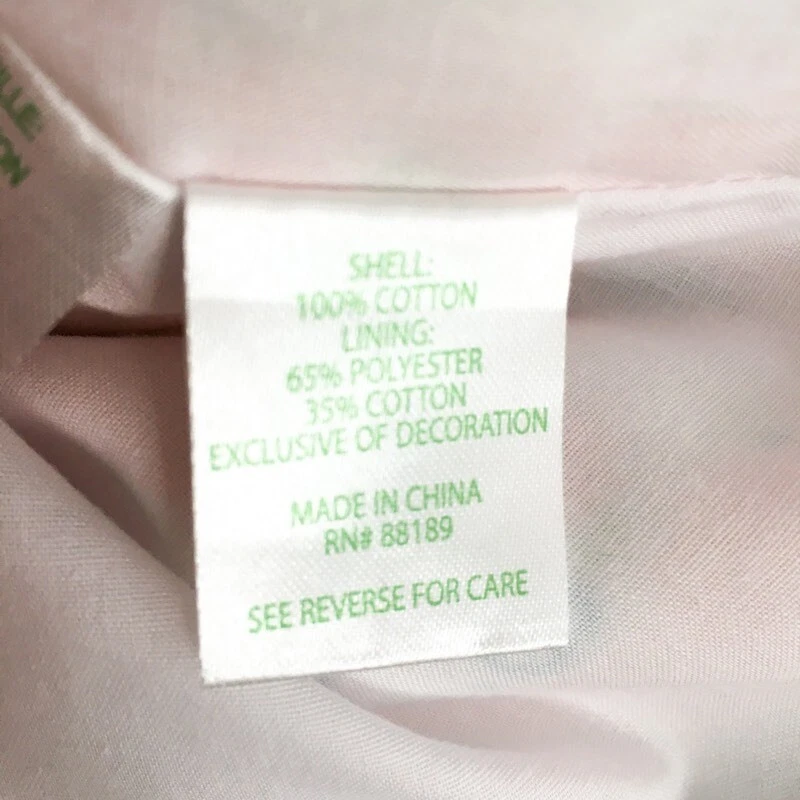 SHELL:
100% COTTON
LINING:
65% POLYESTER
35% COTTON
EXCLUSIVE OF DECORATION
MADE IN CHINA
RN# 88189
SEE REVERSE FOR CARE